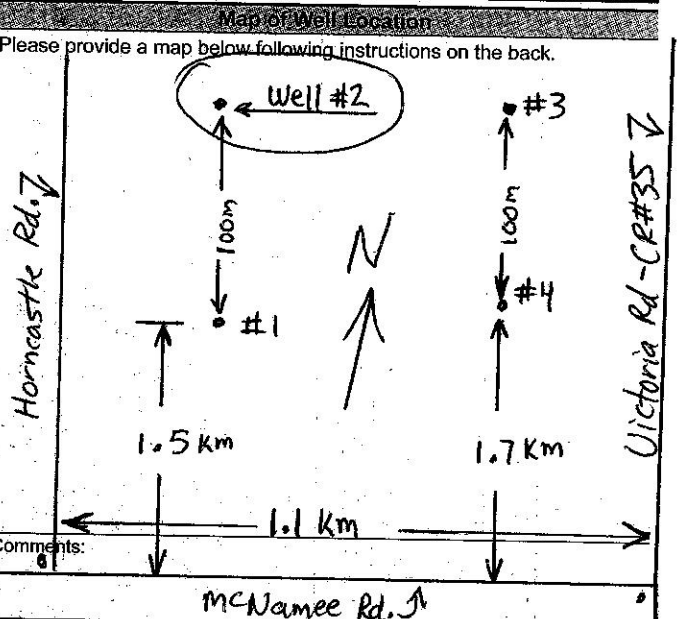 Map of Well Location
Please provide a map below following instructions on the back.
Well #2
#3
Horncastle Rd.
100m
N
100m
Victoria Rd-CR#35
#1
#4
1.5 Km
1.7 Km
1.1 Km
Comments:
McNamee Rd.